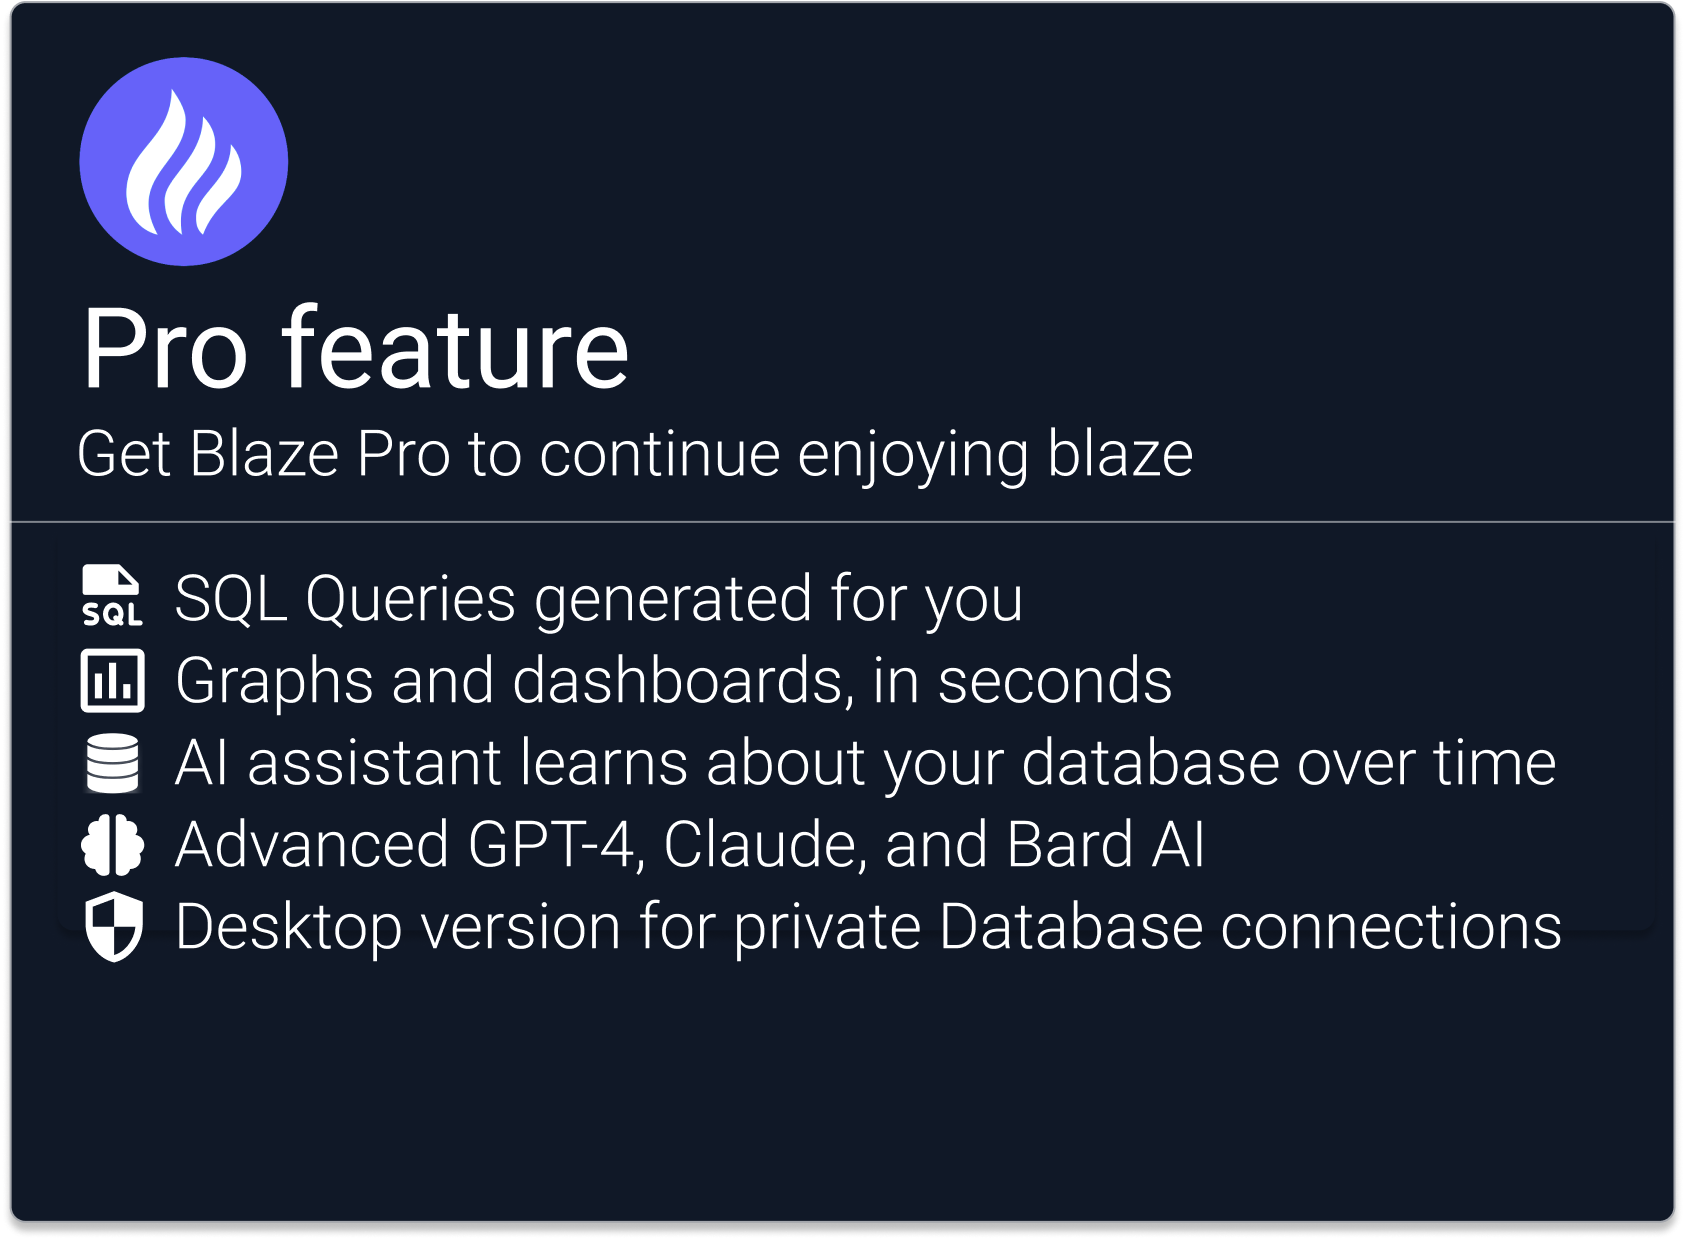 Pro feature
Get Blaze Pro to continue enjoying blaze
SQL SQL Queries generated for you
Graphs and dashboards, in seconds
AI assistant learns about your database over time
Advanced GPT-4, Claude, and Bard AI
Desktop version for private Database connections